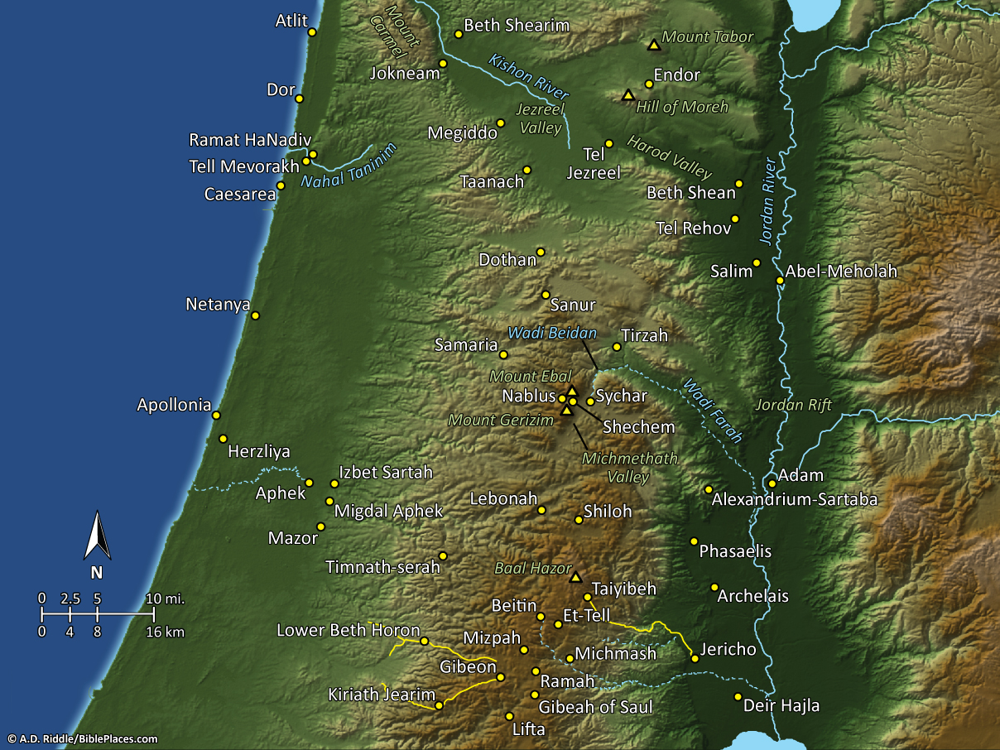 Atlit
Mount
Carmel
Beth Shearim
Mount Tabor
Jokneam
Kishon River
Endor
Dor
Hill of Moreh
Jezreel
Valley
Megiddo
Ramat HaNadiv
Tell Mevorakh
Nahal Taninim
Caesarea
Tel
Jezreel
Harod Valley
Taanach
Beth Shean
Jordan River
Tel Rehov
Dothan
Salim
Abel-Meholah
Netanya
Sanur
Wadi Beidan
Tirzah
Samaria
Mount Ebal
Nablus
Sychar
Wadi Farah
Apollonia
Jordan Rift
Mount Gerizim
Shechem
Herzliya
Michmethath
Valley
Izbet Sartah
Adam
Aphek
Alexandrium-Sartaba
Lebonah
Migdal Aphek
Shiloh
Mazor
Phasaelis
Timnath-serah
Baal Hazor
N
Taiyibeh
Archelais
0 2.5 5 10 mi.
0 4 8 16 km
Beitin
Et-Tell
Lower Beth Horon
Mizpah
Jericho
Michmash
Gibeon
Ramah
Kiriath Jearim
Gibeah of Saul
Deir Hajla
Lifta
© A.D. Riddle/BiblePlaces.com